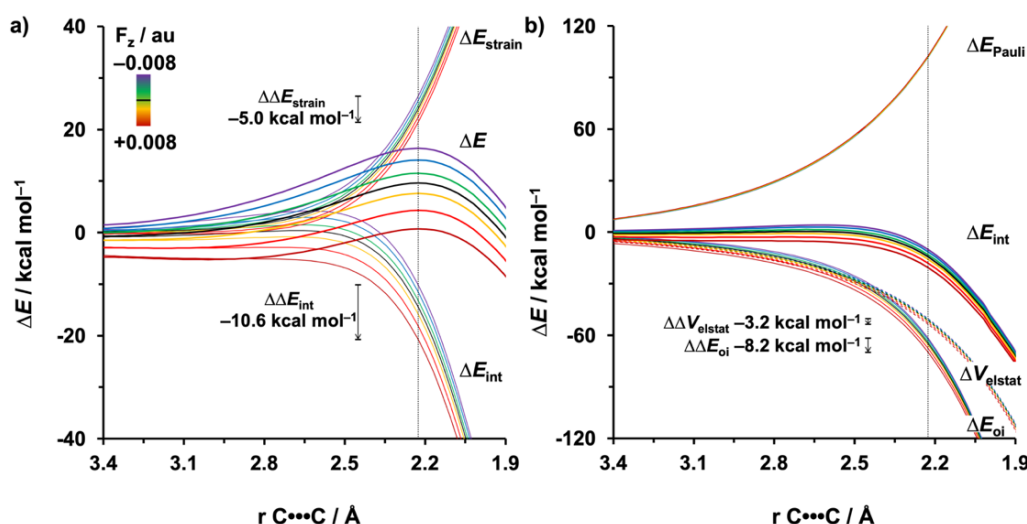 a)
F_z / au
−0.008
+0.008
40
20
0
-20
-40
ΔE / kcal mol⁻¹
ΔE_strain
ΔΔE_strain
−5.0 kcal mol⁻¹
ΔE
ΔΔE_int
−10.6 kcal mol⁻¹
ΔE_int
3.4 3.1 2.8 2.5 2.2 1.9
r C•••C / Å
b)
120
60
0
-60
-120
ΔE / kcal mol⁻¹
ΔE_Pauli
ΔE_int
ΔΔV_elstat −3.2 kcal mol⁻¹
ΔΔE_oi −8.2 kcal mol⁻¹
ΔV_elstat
ΔE_oi
3.4 3.1 2.8 2.5 2.2 1.9
r C•••C / Å